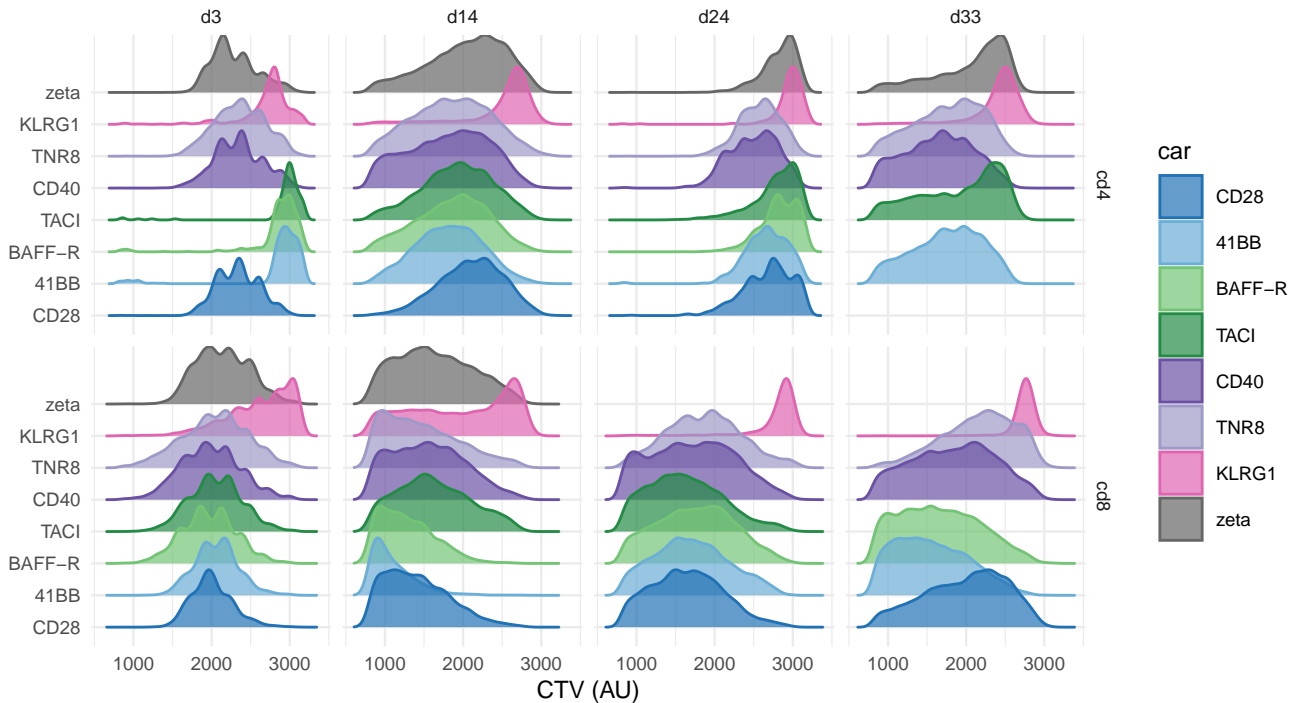 d3 d14 d24 d33
zeta
KLRG1
TNR8
CD40
TACI
BAFF−R
41BB
CD28
cd4
zeta
KLRG1
TNR8
CD40
TACI
BAFF−R
41BB
CD28
cd8
1000 2000 3000 1000 2000 3000 1000 2000 3000 1000 2000 3000
CTV (AU)
car
CD28
41BB
BAFF−R
TACI
CD40
TNR8
KLRG1
zeta